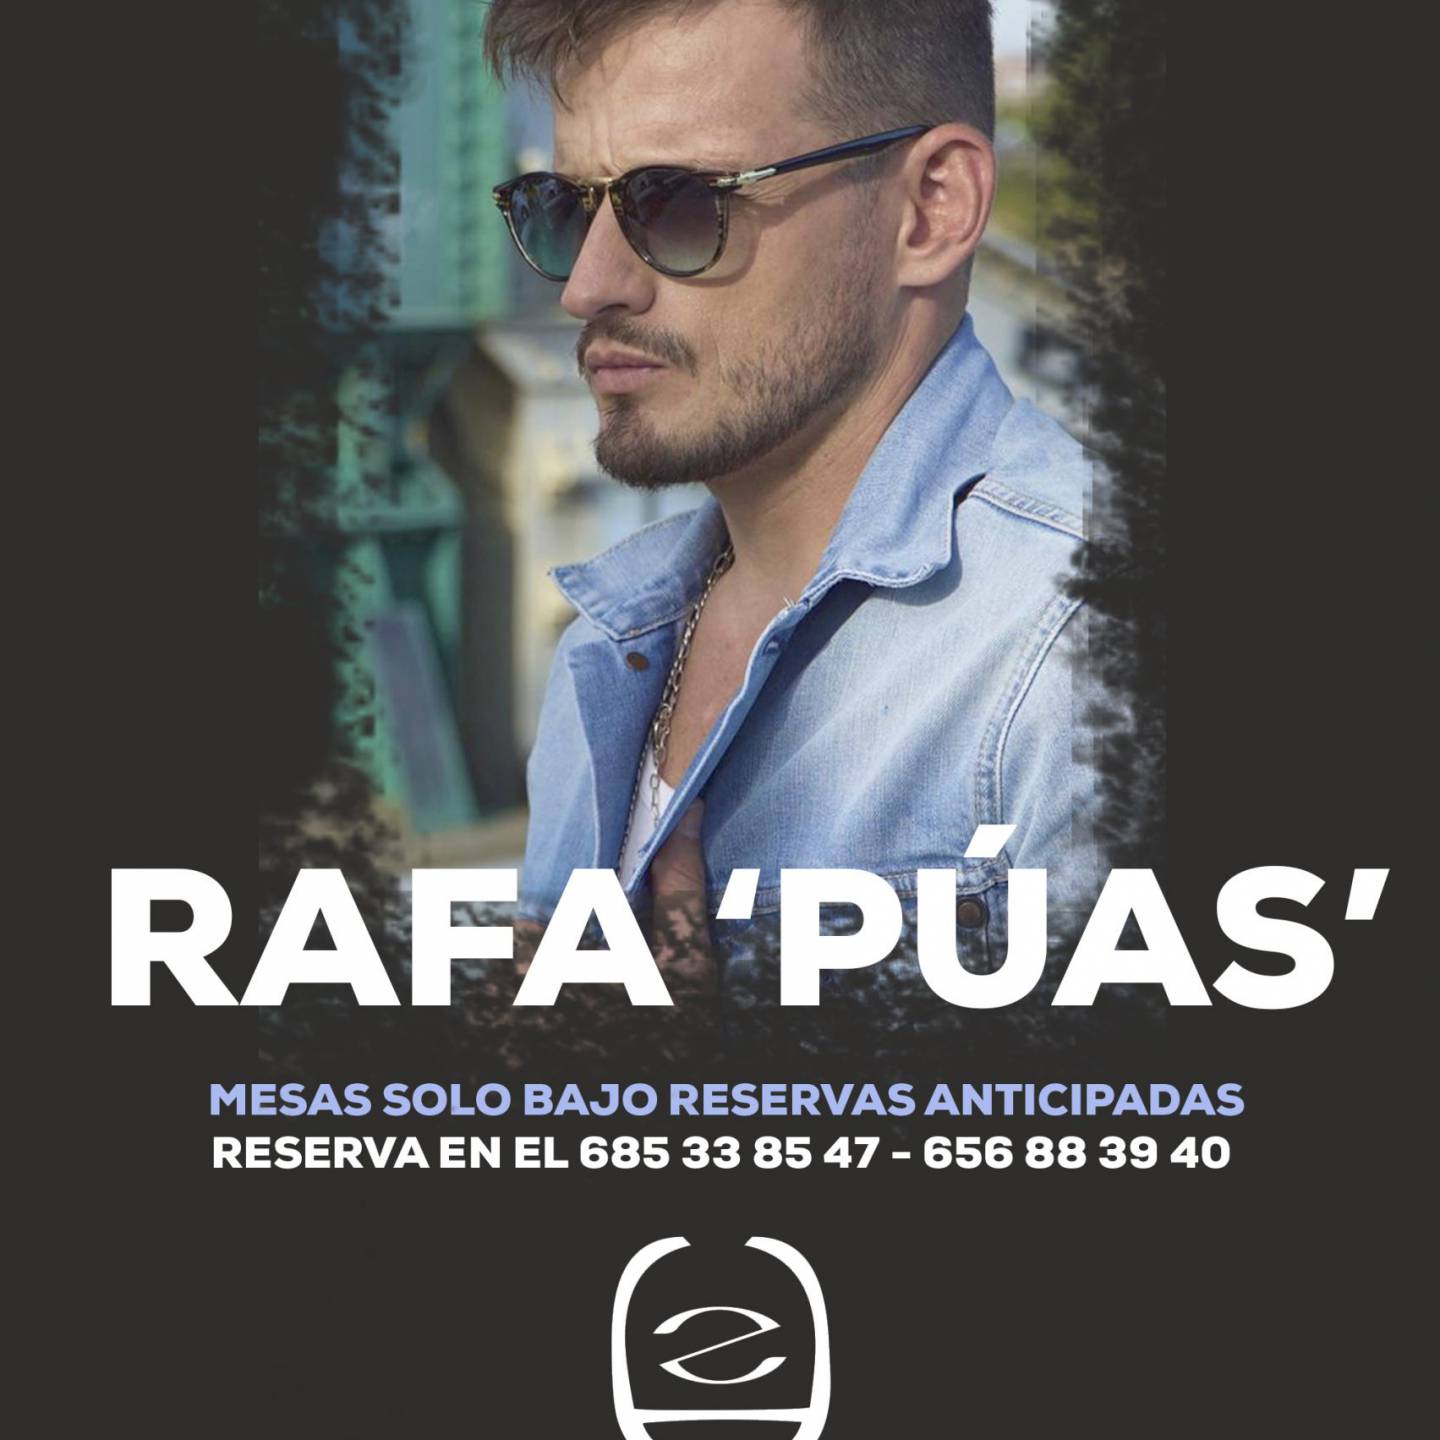 RAFA ‘PÚAS’
MESAS SOLO BAJO RESERVAS ANTICIPADAS
RESERVA EN EL 685 33 85 47 - 656 88 39 40